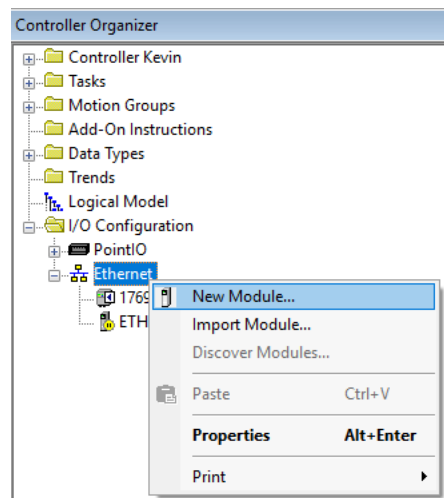 Controller Organizer
Controller Kevin
Tasks
Motion Groups
Add-On Instructions
Data Types
Trends
Logical Model
I/O Configuration
PointIO
Ethernet
1769
ETH
New Module...
Import Module...
Discover Modules...
Paste Ctrl+V
Properties Alt+Enter
Print